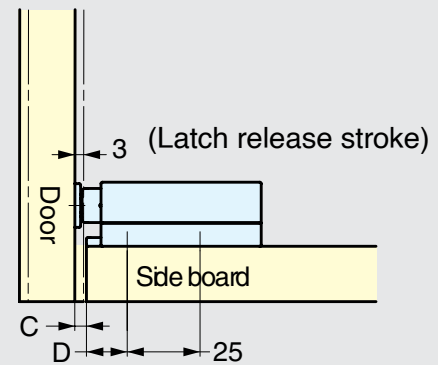 3 (Latch release stroke)
Door
Side board
C
D 25